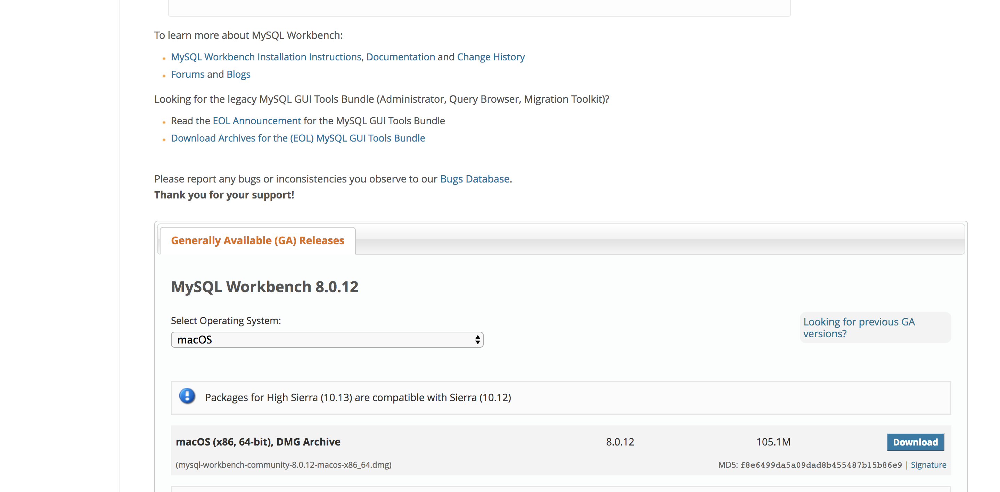 To learn more about MySQL Workbench:
MySQL Workbench Installation Instructions, Documentation and Change History
Forums and Blogs
Looking for the legacy MySQL GUI Tools Bundle (Administrator, Query Browser, Migration Toolkit)?
Read the EOL Announcement for the MySQL GUI Tools Bundle
Download Archives for the (EOL) MySQL GUI Tools Bundle
Please report any bugs or inconsistencies you observe to our Bugs Database.
Thank you for your support!
Generally Available (GA) Releases
MySQL Workbench 8.0.12
Select Operating System:
macOS
Looking for previous GA
versions?
Packages for High Sierra (10.13) are compatible with Sierra (10.12)
macOS (x86, 64-bit), DMG Archive 8.0.12 105.1M Download
(mysql-workbench-community-8.0.12-macos-x86_64.dmg) MD5: f8e6499da5a09dad8b455487b15b86e9 | Signature